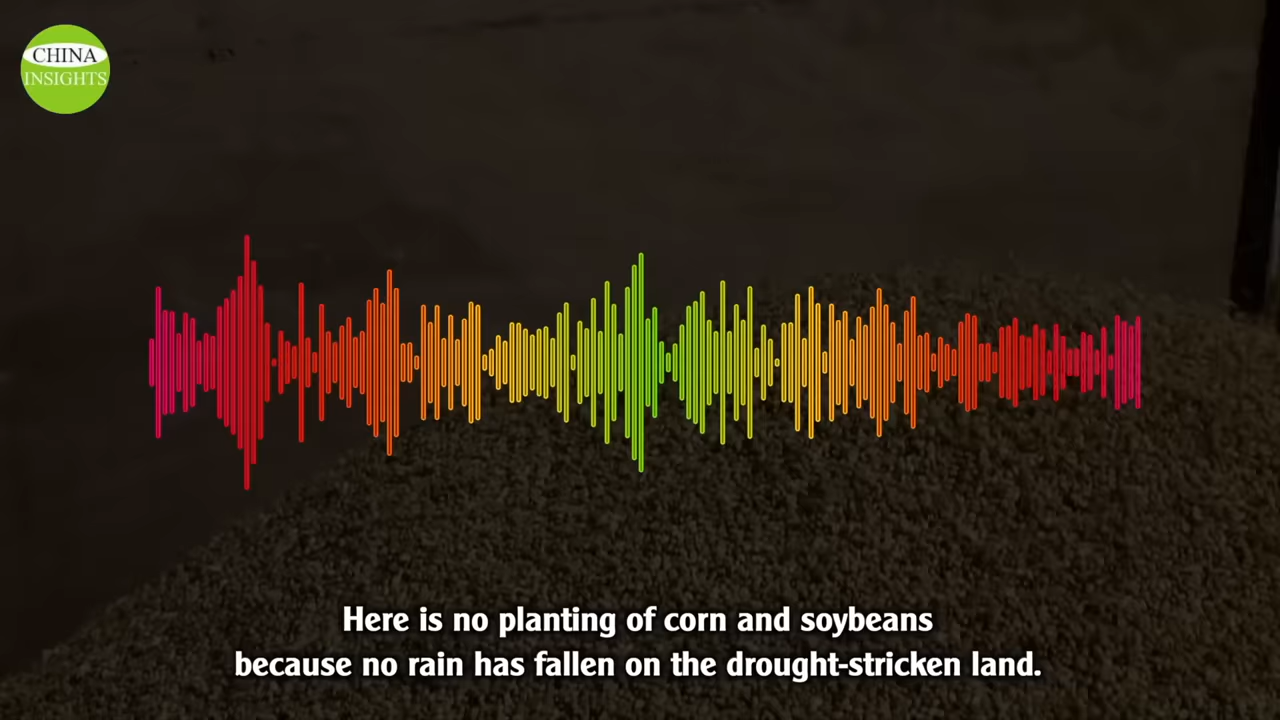 CHINA
INSIGHTS
Here is no planting of corn and soybeans
because no rain has fallen on the drought-stricken land.